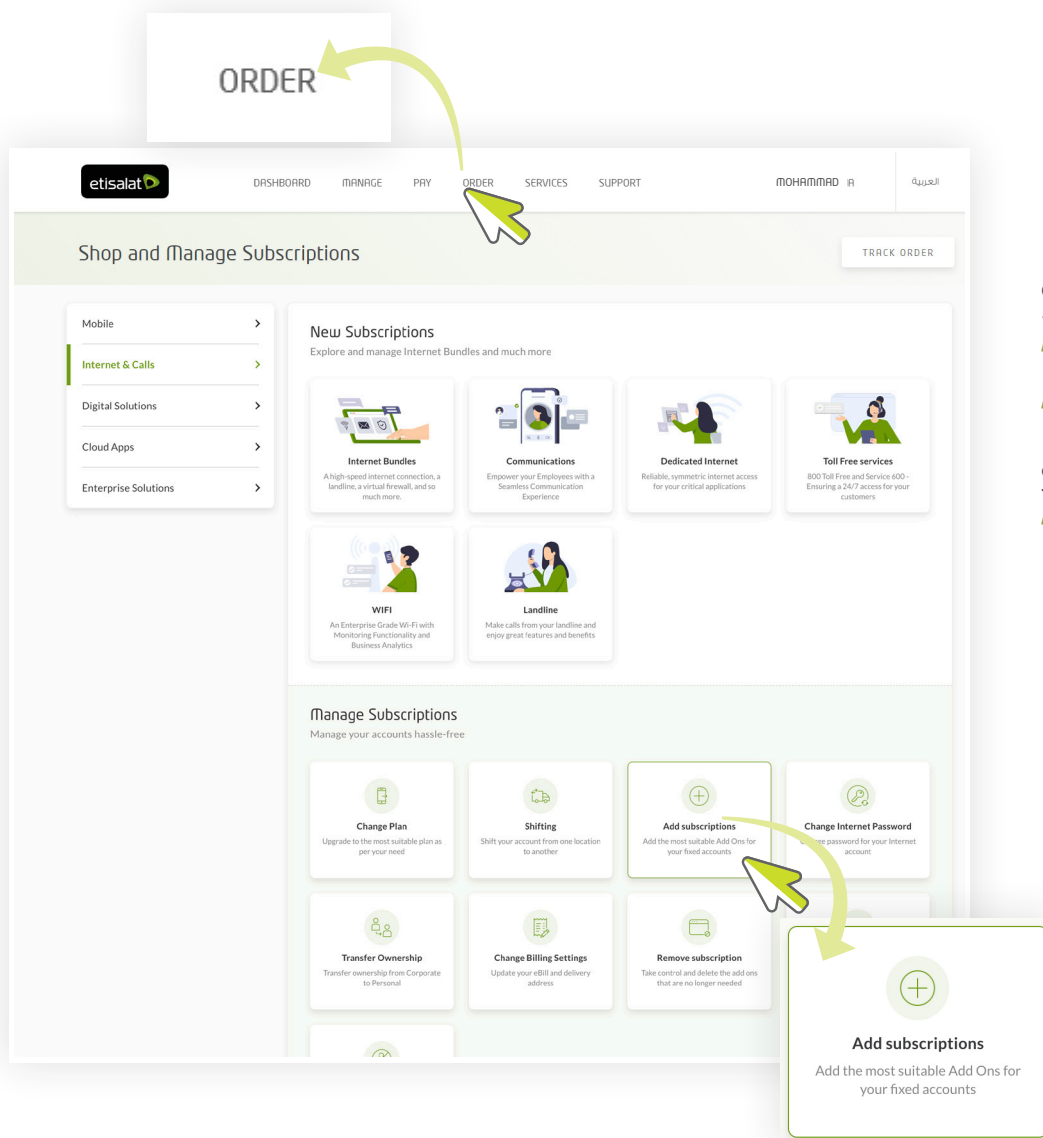 ORDER
etisalat
DASHBOARD MANAGE PAY ORDER SERVICES SUPPORT MOHAMMAD IA العربية
Shop and Manage Subscriptions
TRACK ORDER
Mobile
Internet & Calls
Digital Solutions
Cloud Apps
Enterprise Solutions
New Subscriptions
Explore and manage Internet Bundles and much more
Internet Bundles
A high-speed internet connection, a
landline, a virtual firewall, and so
much more.
Communications
Empower your Employees with a
Seamless Communication
Experience
Dedicated Internet
Reliable, symmetric internet access
for your critical applications
Toll Free services
800 Toll Free and Service 600 -
Ensuring a 24/7 access for your
customers
WIFI
An Enterprise Grade Wi-Fi with
Monitoring Functionality and
Business Analytics
Landline
Make calls from your landline and
enjoy great features and benefits
Manage Subscriptions
Manage your accounts hassle-free
Change Plan
Upgrade to the most suitable plan as
per your need
Shifting
Shift your account from one location
to another
Add subscriptions
Add the most suitable Add Ons for
your fixed accounts
Change Internet Password
password for your Internet
account
Transfer Ownership
Transfer ownership from Corporate
to Personal
Change Billing Settings
Update your eBill and delivery
address
Remove subscription
Take control and delete the add ons
that are no longer needed
Add subscriptions
Add the most suitable Add Ons for
your fixed accounts